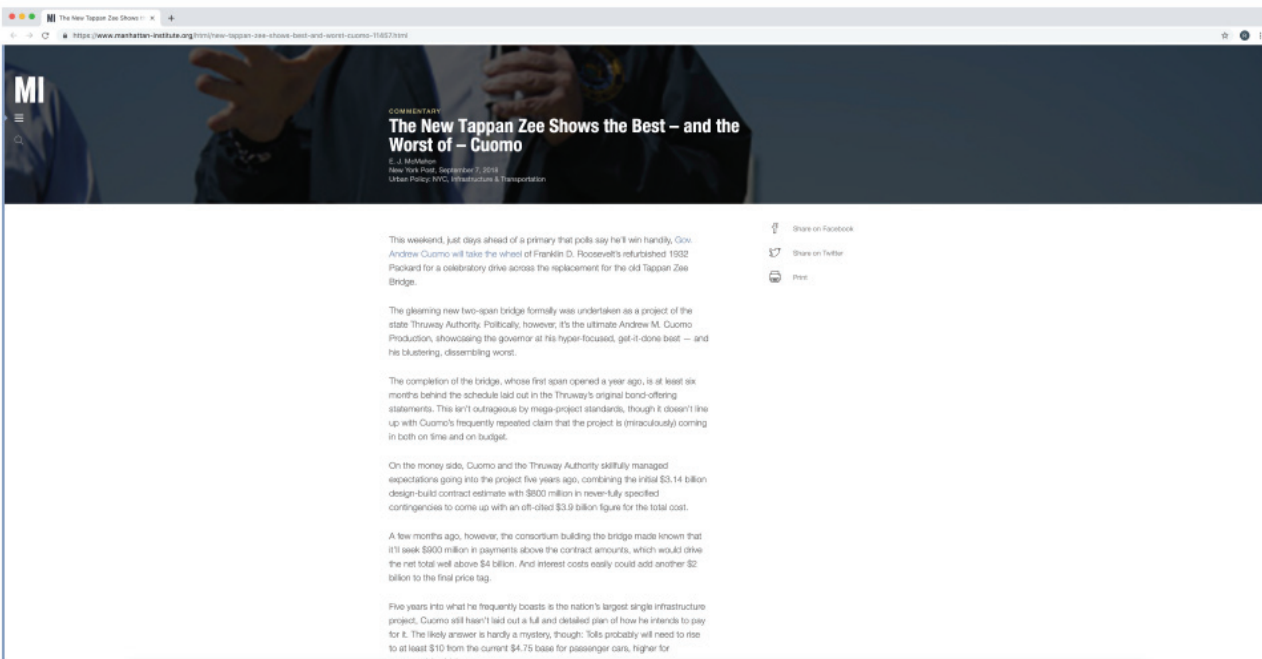 The New Tappan Zee Shows th
https://www.manhattan-institute.org/html/new-tappan-zee-shows-best-and-worst-cuomo-11657.html
MI
COMMENTARY
The New Tappan Zee Shows the Best – and the
Worst of – Cuomo
E. J. McMahon
New York Post, September 7, 2018
Urban Policy: NYC, Infrastructure & Transportation
This weekend, just days ahead of a primary that polls say he'll win handily, Gov.
Andrew Cuomo will take the wheel of Franklin D. Roosevelt's refurbished 1932
Packard for a celebratory drive across the replacement for the old Tappan Zee
Bridge.
The gleaming new two-span bridge formally was undertaken as a project of the
state Thruway Authority. Politically, however, it's the ultimate Andrew M. Cuomo
Production, showcasing the governor at his hyper-focused, get-it-done best — and
his blustering, dissembling worst.
The completion of the bridge, whose first span opened a year ago, is at least six
months behind the schedule laid out in the Thruway's original bond-offering
statements. This isn't outrageous by mega-project standards, though it doesn't line
up with Cuomo's frequently repeated claim that the project is (miraculously) coming
in both on time and on budget.
On the money side, Cuomo and the Thruway Authority skillfully managed
expectations going into the project five years ago, combining the initial $3.14 billion
design-build contract estimate with $800 million in never-fully specified
contingencies to come up with an oft-cited $3.9 billion figure for the total cost.
A few months ago, however, the consortium building the bridge made known that
it'll seek $900 million in payments above the contract amounts, which would drive
the net total well above $4 billion. And interest costs easily could add another $2
billion to the final price tag.
Five years into what he frequently boasts is the nation's largest single infrastructure
project, Cuomo still hasn't laid out a full and detailed plan of how he intends to pay
for it. The likely answer is hardly a mystery, though: Tolls probably will need to rise
to at least $10 from the current $4.75 base for passenger cars, higher for
Share on Facebook
Share on Twitter
Print